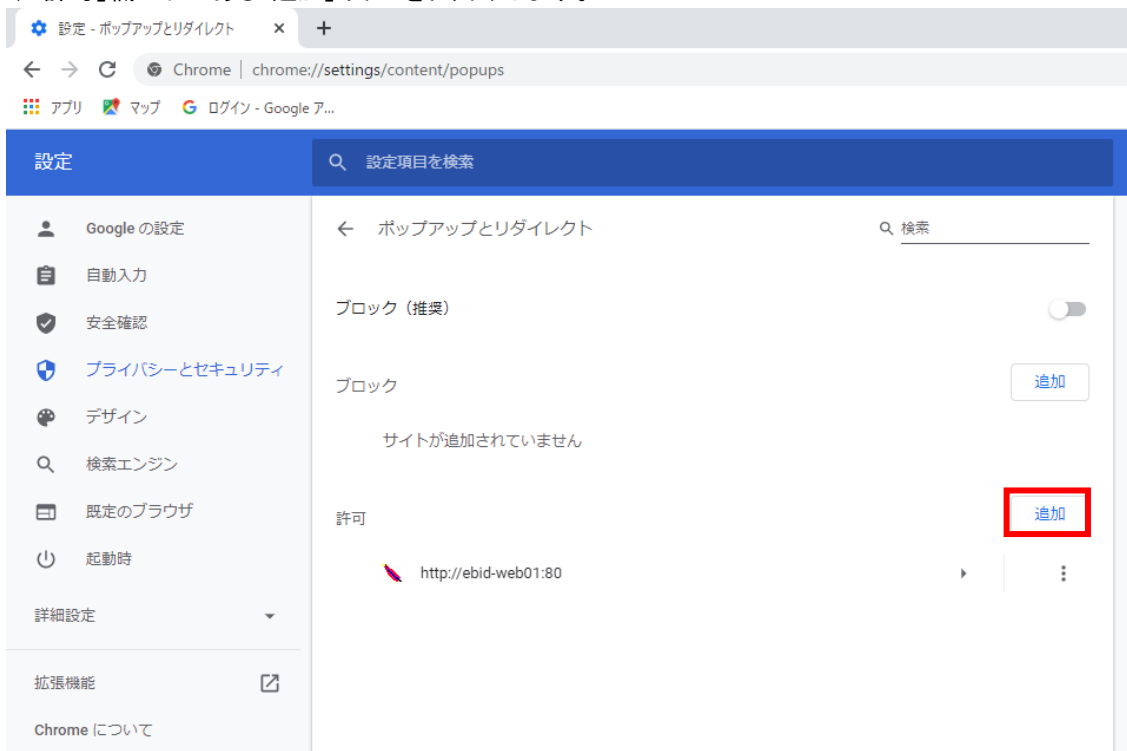 設定 - ポップアップとリダイレクト × +
Chrome | chrome://settings/content/popups
アプリ マップ ログイン - Google ア...
設定
設定項目を検索
Google の設定
自動入力
安全確認
プライバシーとセキュリティ
デザイン
検索エンジン
既定のブラウザ
起動時
詳細設定
拡張機能
Chrome について
ポップアップとリダイレクト
検索
ブロック（推奨）
ブロック
追加
サイトが追加されていません
許可
追加
http://ebid-web01:80